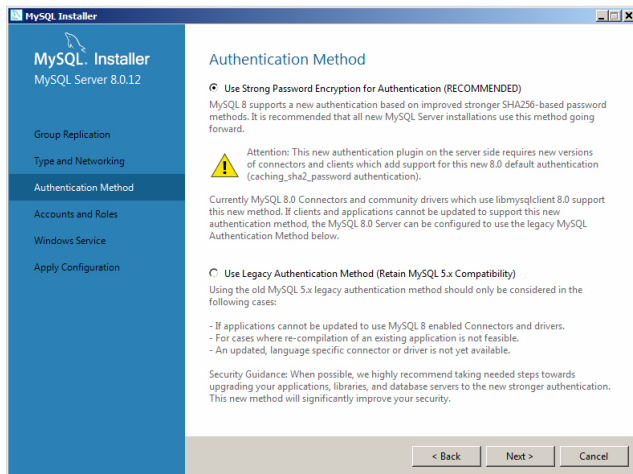 MySQL Installer
MySQL. Installer
MySQL Server 8.0.12
Group Replication
Type and Networking
Authentication Method
Accounts and Roles
Windows Service
Apply Configuration
Authentication Method
Use Strong Password Encryption for Authentication (RECOMMENDED)
MySQL 8 supports a new authentication based on improved stronger SHA256-based password
methods. It is recommended that all new MySQL Server installations use this method going
forward.
Attention: This new authentication plugin on the server side requires new versions
of connectors and clients which add support for this new 8.0 default authentication
(caching_sha2_password authentication).
Currently MySQL 8.0 Connectors and community drivers which use libmysqlclient 8.0 support
this new method. If clients and applications cannot be updated to support this new
authentication method, the MySQL 8.0 Server can be configured to use the legacy MySQL
Authentication Method below.
Use Legacy Authentication Method (Retain MySQL 5.x Compatibility)
Using the old MySQL 5.x legacy authentication method should only be considered in the
following cases:
- If applications cannot be updated to use MySQL 8 enabled Connectors and drivers.
- For cases where re-compilation of an existing application is not feasible.
- An updated, language specific connector or driver is not yet available.
Security Guidance: When possible, we highly recommend taking needed steps towards
upgrading your applications, libraries, and database servers to the new stronger authentication.
This new method will significantly improve your security.
< Back
Next >
Cancel